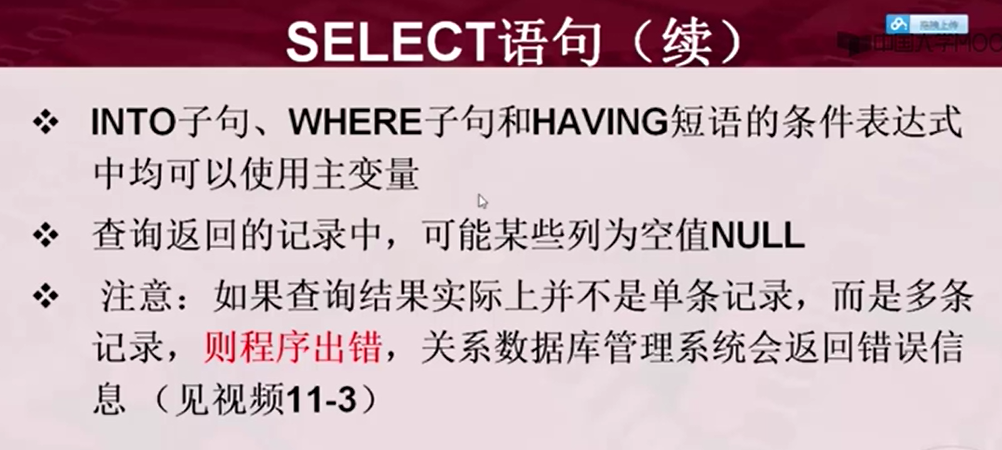 SELECT语句（续）
拖拽上传
中国大学MOOC
❖ INTO子句、WHERE子句和HAVING短语的条件表达式
中均可以使用主变量
❖ 查询返回的记录中，可能某些列为空值NULL
❖ 注意：如果查询结果实际上并不是单条记录，而是多条
记录，则程序出错，关系数据库管理系统会返回错误信
息 （见视频11-3）